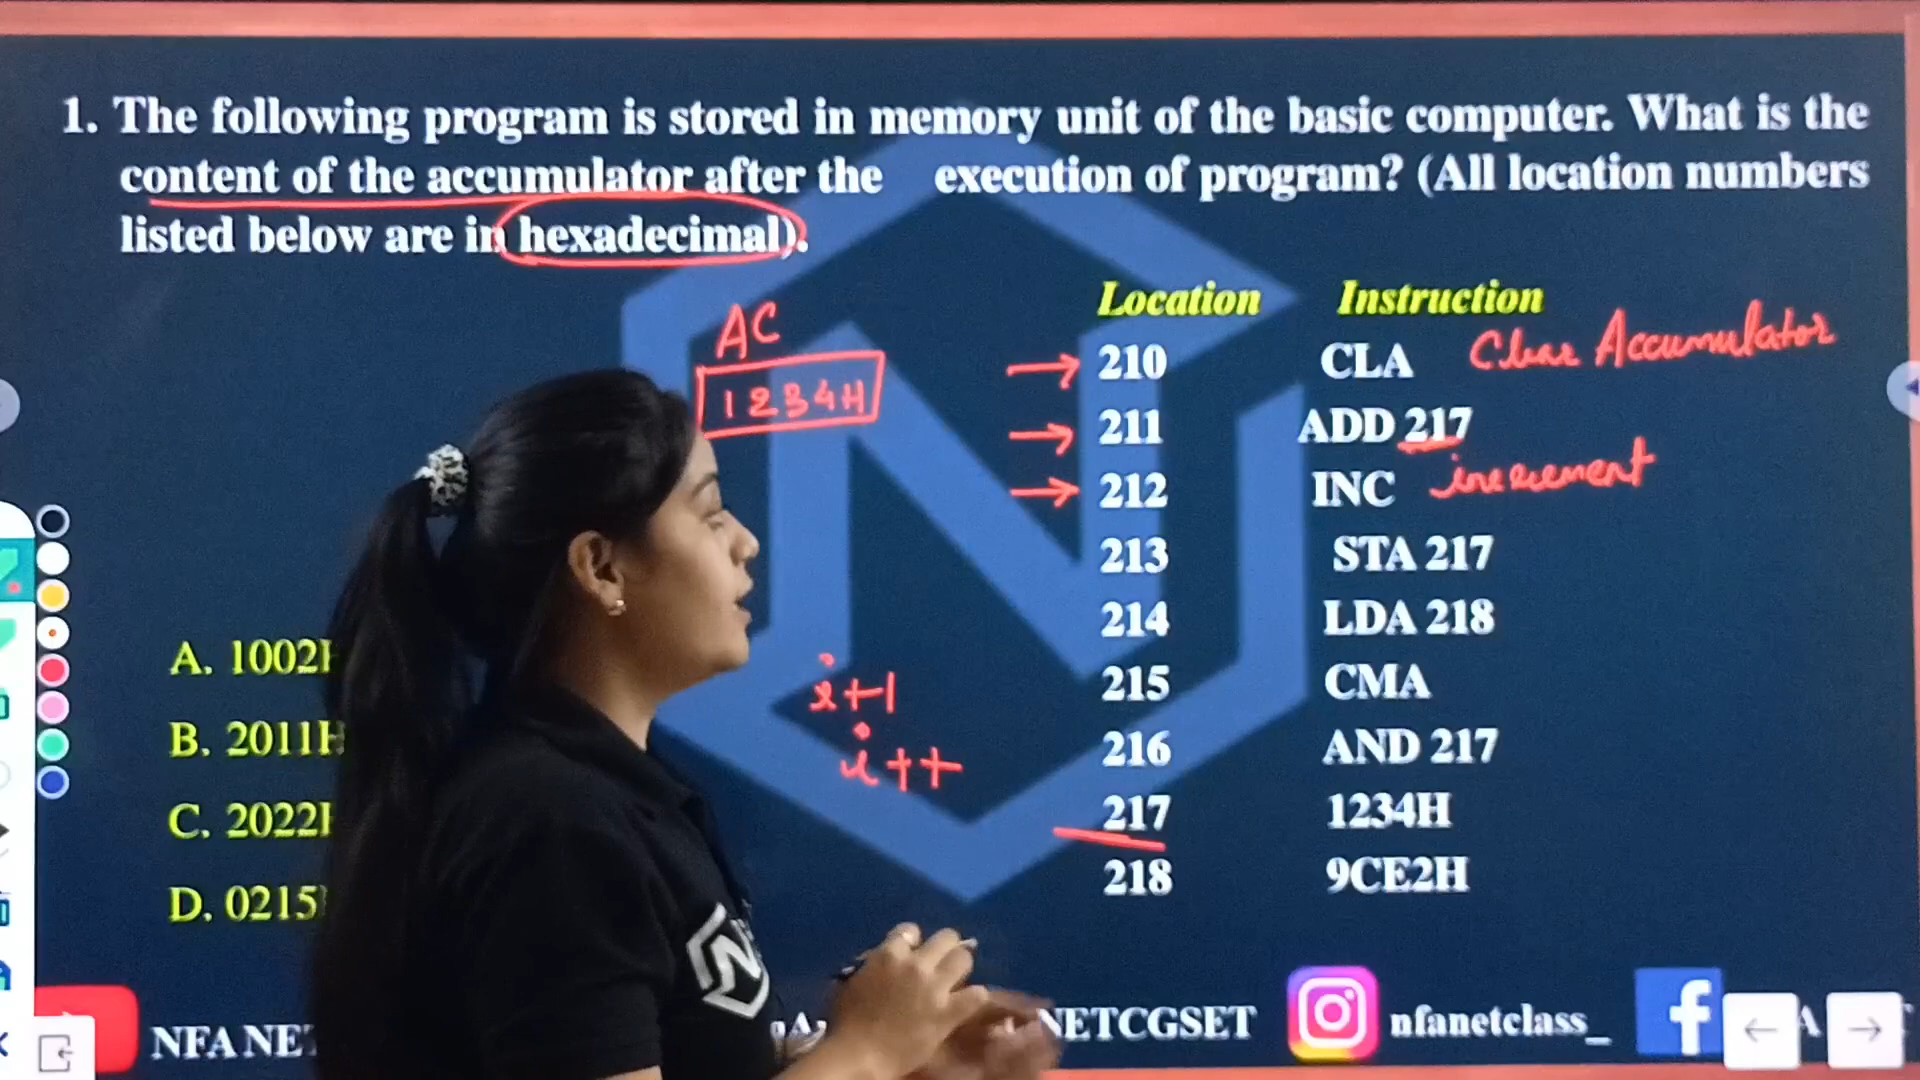 1. The following program is stored in memory unit of the basic computer. What is the
content of the accumulator after the execution of program? (All location numbers
listed below are in hexadecimal).
Location Instruction
AC
1234H
210 CLA Clear Accumulator
211 ADD 217
212 INC increment
213 STA 217
214 LDA 218
215 CMA
216 AND 217
217 1234H
218 9CE2H
i+1
i++
A. 1002H
B. 2011H
C. 2022H
D. 0215
N
NFA NE
NETCGSET
nfanetclass_